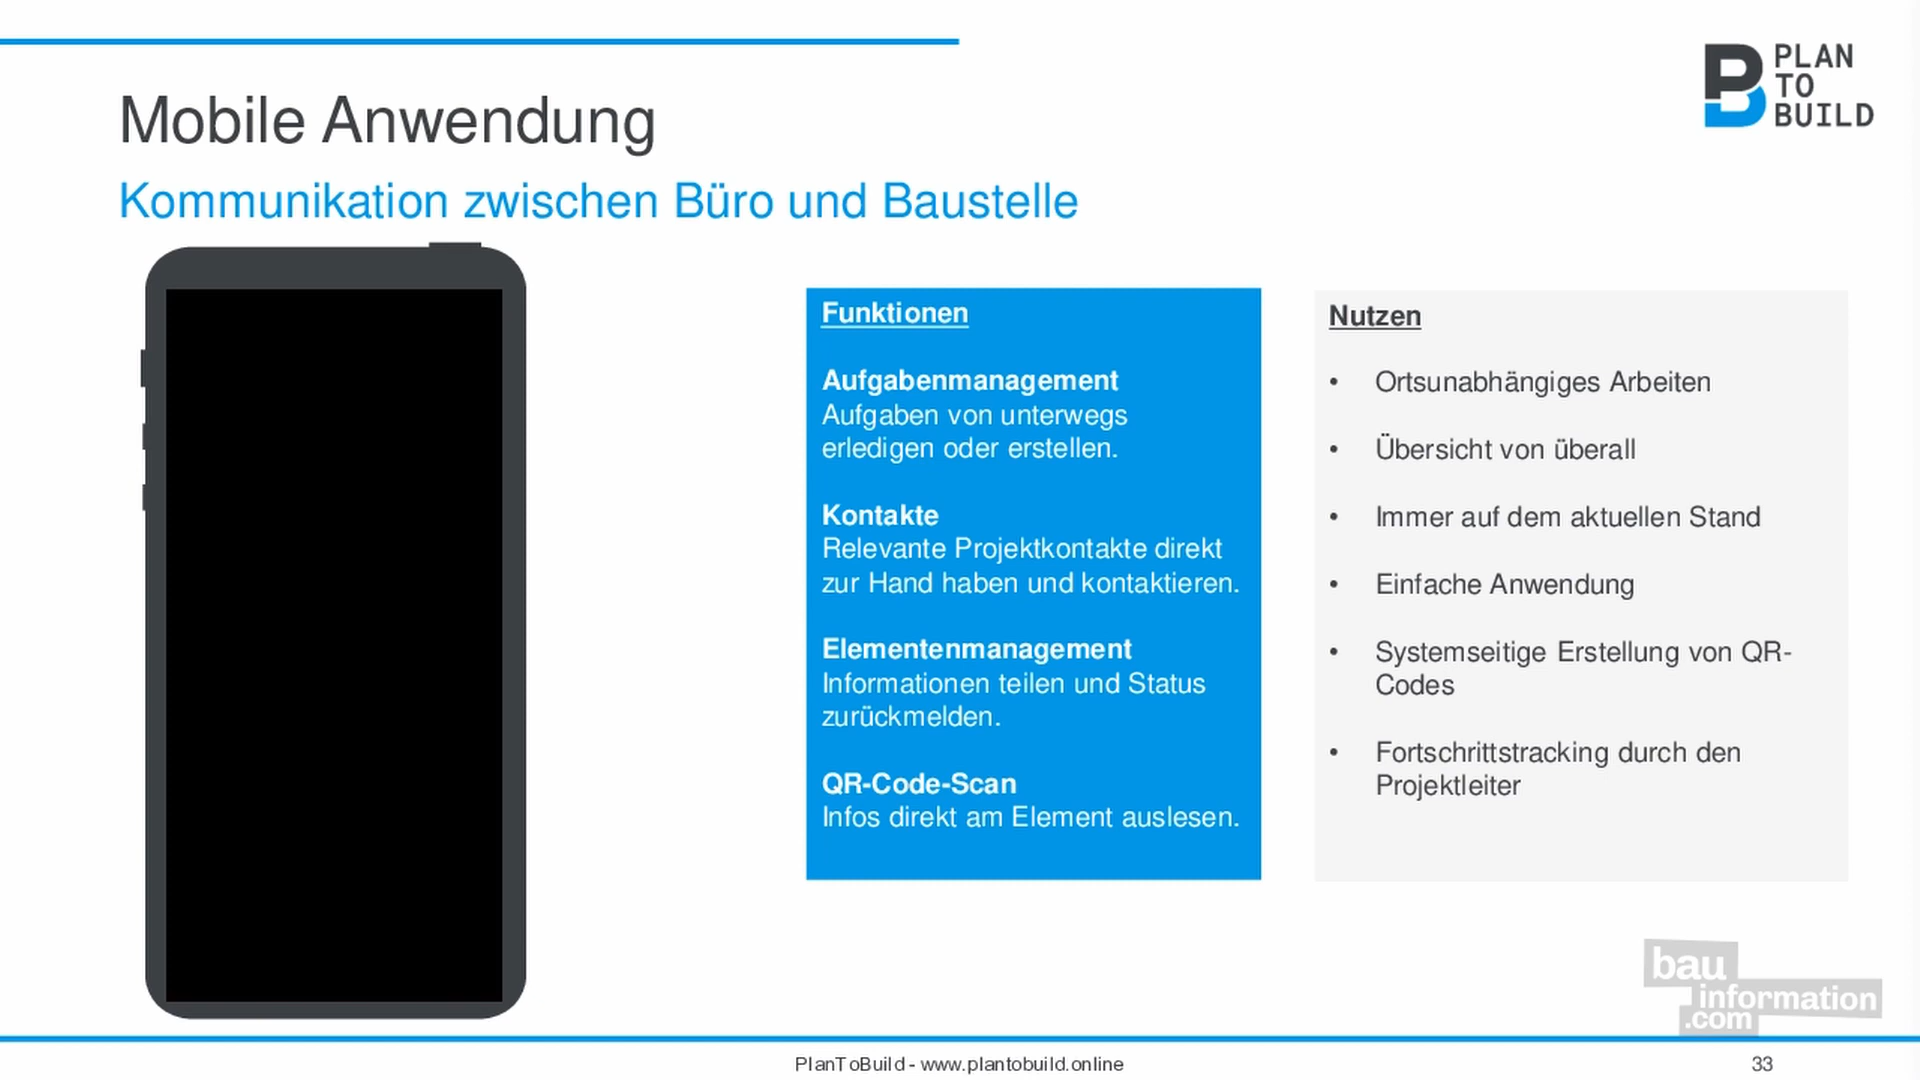 PLAN
TO
BUILD
Mobile Anwendung
Kommunikation zwischen Büro und Baustelle
Funktionen
Aufgabenmanagement
Aufgaben von unterwegs
erledigen oder erstellen.
Kontakte
Relevante Projektkontakte direkt
zur Hand haben und kontaktieren.
Elementenmanagement
Informationen teilen und Status
zurückmelden.
QR-Code-Scan
Infos direkt am Element auslesen.
Nutzen
• Ortsunabhängiges Arbeiten
• Übersicht von überall
• Immer auf dem aktuellen Stand
• Einfache Anwendung
• Systemseitige Erstellung von QR-
Codes
• Fortschrittstracking durch den
Projektleiter
bau
information
.com
PlanToBuild - www.plantobuild.online
33